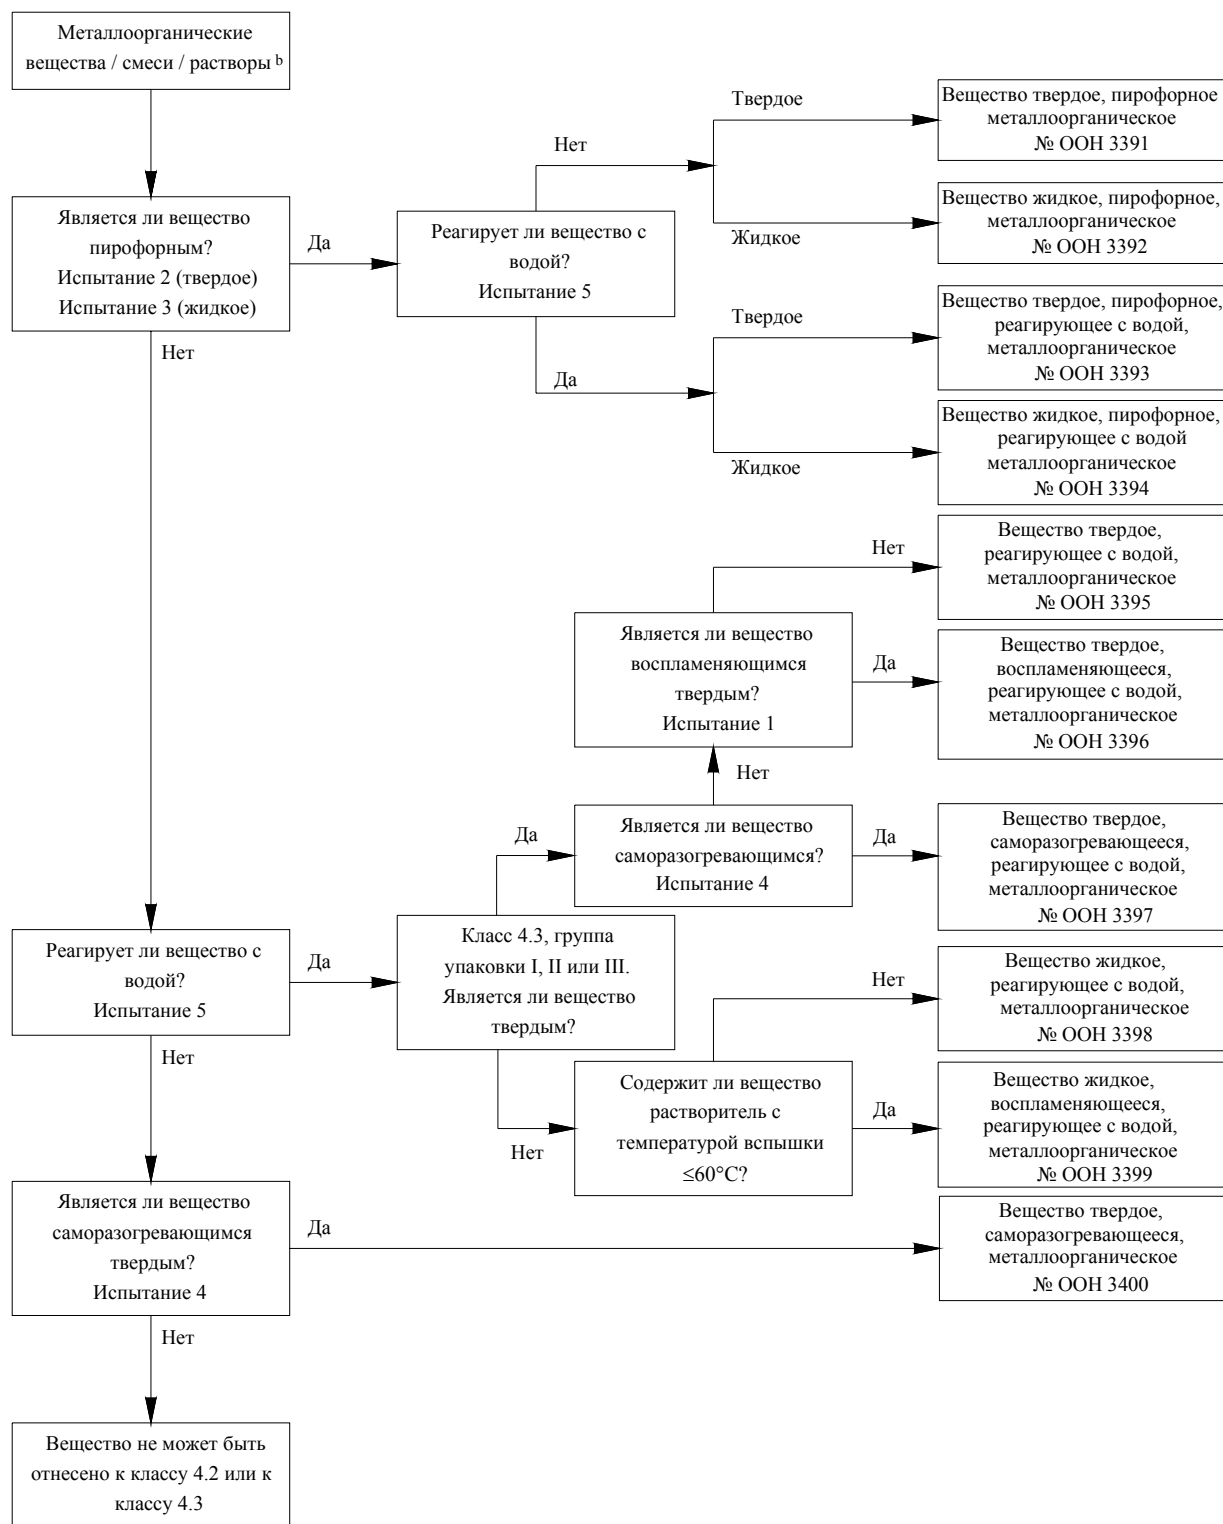 Металлоорганические
вещества / смеси / растворы b
Является ли вещество
пирофорным?
Испытание 2 (твердое)
Испытание 3 (жидкое)
Да
Нет
Реагирует ли вещество с
водой?
Испытание 5
Нет
Да
Твердое
Жидкое
Твердое
Жидкое
Вещество твердое, пирофорное
металлоорганическое
№ ООН 3391
Вещество жидкое, пирофорное,
металлоорганическое
№ ООН 3392
Вещество твердое, пирофорное,
реагирующее с водой,
металлоорганическое
№ ООН 3393
Вещество жидкое, пирофорное,
реагирующее с водой
металлоорганическое
№ ООН 3394
Вещество твердое,
реагирующее с водой,
металлоорганическое
№ ООН 3395
Нет
Является ли вещество
воспламеняющимся
твердым?
Испытание 1
Да
Вещество твердое,
воспламеняющееся,
реагирующее с водой,
металлоорганическое
№ ООН 3396
Нет
Да
Является ли вещество
саморазогревающимся?
Испытание 4
Да
Вещество твердое,
саморазогревающееся,
реагирующее с водой,
металлоорганическое
№ ООН 3397
Реагирует ли вещество с
водой?
Испытание 5
Да
Нет
Класс 4.3, группа
упаковки I, II или III.
Является ли вещество
твердым?
Нет
Содержит ли вещество
растворитель с
температурой вспышки
≤60°C?
Нет
Да
Вещество жидкое,
реагирующее с водой,
металлоорганическое
№ ООН 3398
Вещество жидкое,
воспламеняющееся,
реагирующее с водой,
металлоорганическое
№ ООН 3399
Является ли вещество
саморазогревающимся
твердым?
Испытание 4
Да
Нет
Вещество твердое,
саморазогревающееся,
металлоорганическое
№ ООН 3400
Вещество не может быть
отнесено к классу 4.2 или к
классу 4.3